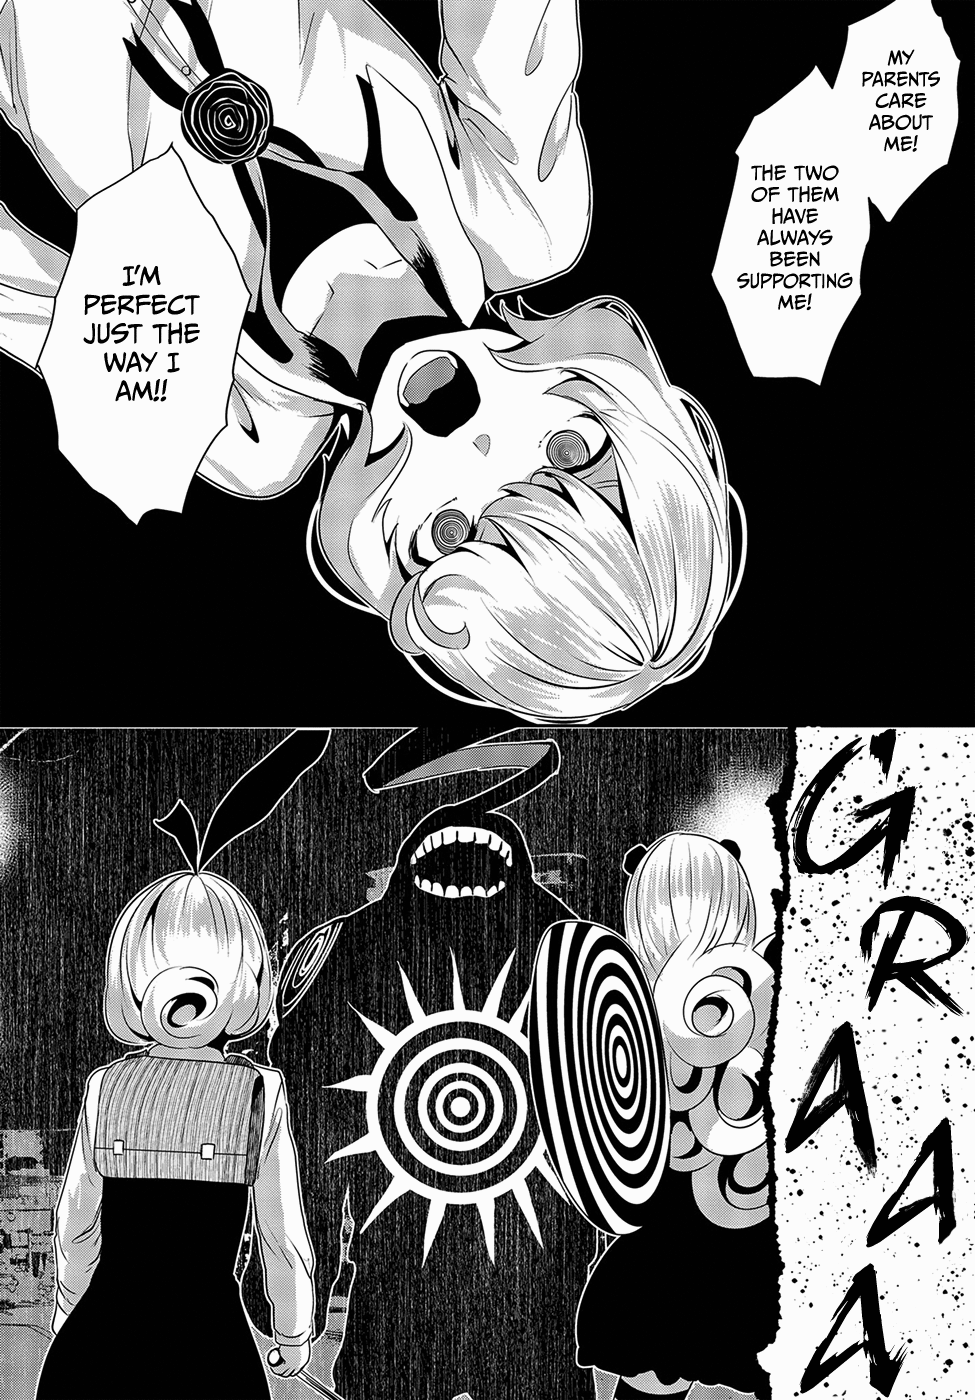 MY
PARENTS
CARE
ABOUT
ME!
THE TWO
OF THEM
HAVE
ALWAYS
BEEN
SUPPORTING
ME!
I'M
PERFECT
JUST THE
WAY I
AM!!
GRAAAA